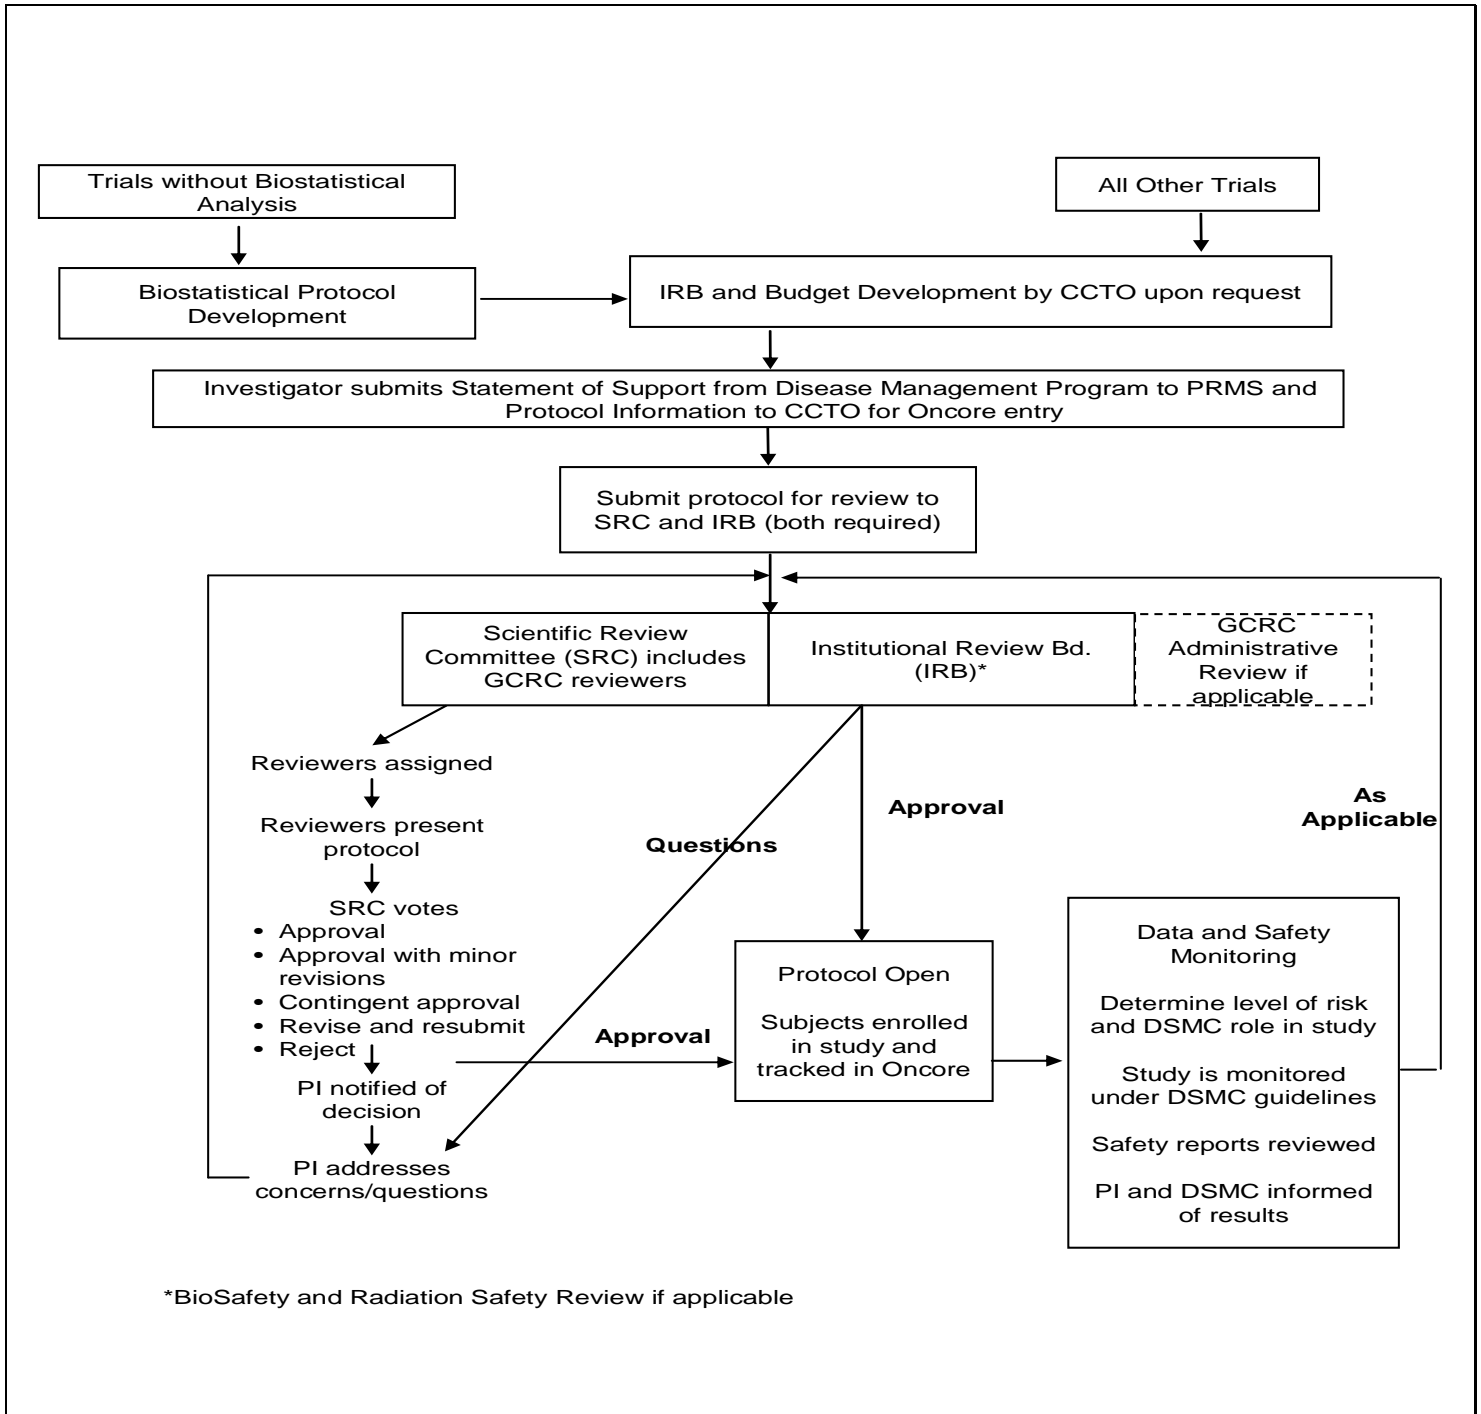 Trials without Biostatistical
Analysis
All Other Trials
Biostatistical Protocol
Development
IRB and Budget Development by CCTO upon request
Investigator submits Statement of Support from Disease Management Program to PRMS and
Protocol Information to CCTO for Oncore entry
Submit protocol for review to
SRC and IRB (both required)
Scientific Review
Committee (SRC) includes
GCRC reviewers
Institutional Review Bd.
(IRB)*
GCRC
Administrative
Review if
applicable
Reviewers assigned
Reviewers present
protocol
SRC votes
• Approval
• Approval with minor
revisions
• Contingent approval
• Revise and resubmit
• Reject
PI notified of
decision
PI addresses
concerns/questions
Questions
Approval
Approval
As
Applicable
Protocol Open
Subjects enrolled
in study and
tracked in Oncore
Data and Safety
Monitoring
Determine level of risk
and DSMC role in study
Study is monitored
under DSMC guidelines
Safety reports reviewed
PI and DSMC informed
of results
*BioSafety and Radiation Safety Review if applicable